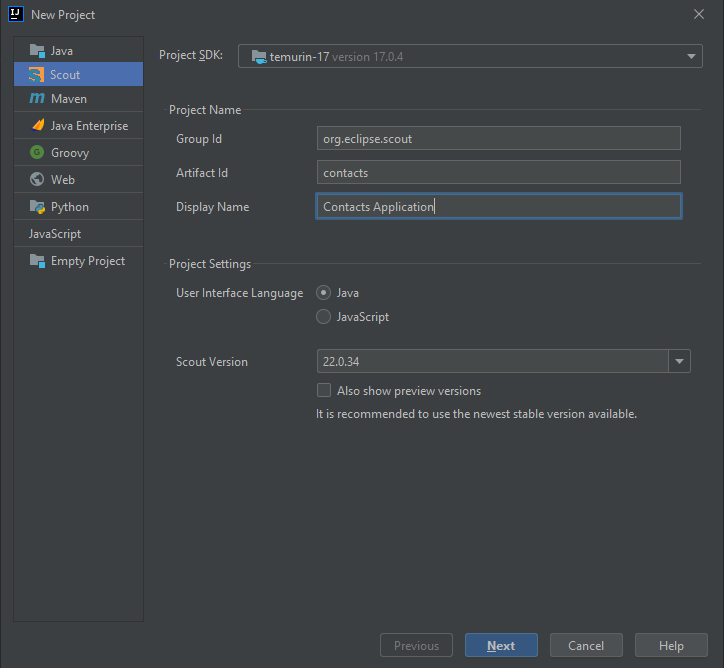 New Project
Java
Scout
Maven
Java Enterprise
Groovy
Web
Python
JavaScript
Empty Project
Project SDK: temurin-17 version 17.0.4
Project Name
Group Id org.eclipse.scout
Artifact Id contacts
Display Name Contacts Application
Project Settings
User Interface Language Java
JavaScript
Scout Version 22.0.34
Also show preview versions
It is recommended to use the newest stable version available.
Previous Next Cancel Help